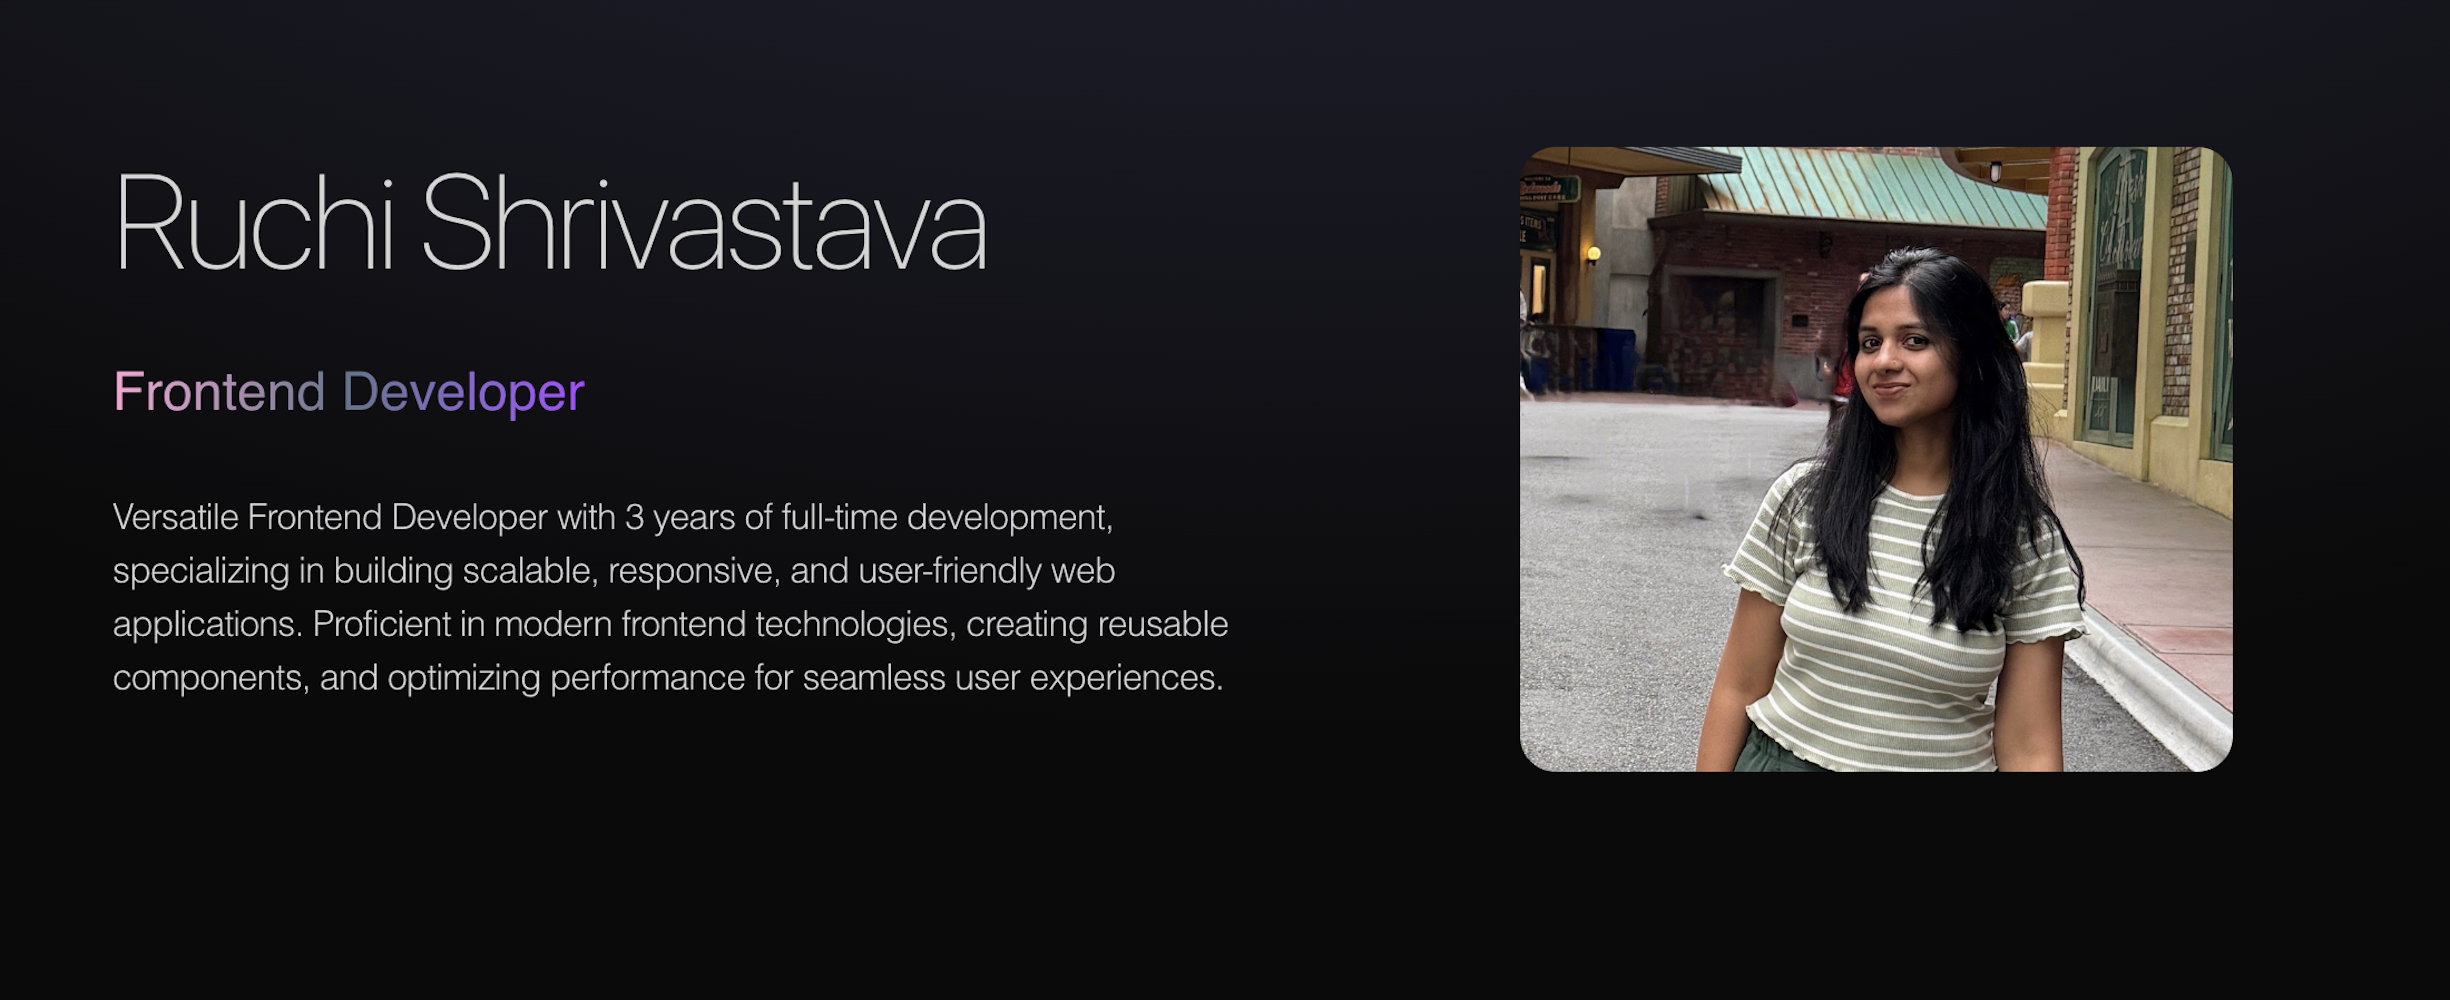 Ruchi Shrivastava
Frontend Developer
Versatile Frontend Developer with 3 years of full-time development,
specializing in building scalable, responsive, and user-friendly web
applications. Proficient in modern frontend technologies, creating reusable
components, and optimizing performance for seamless user experiences.